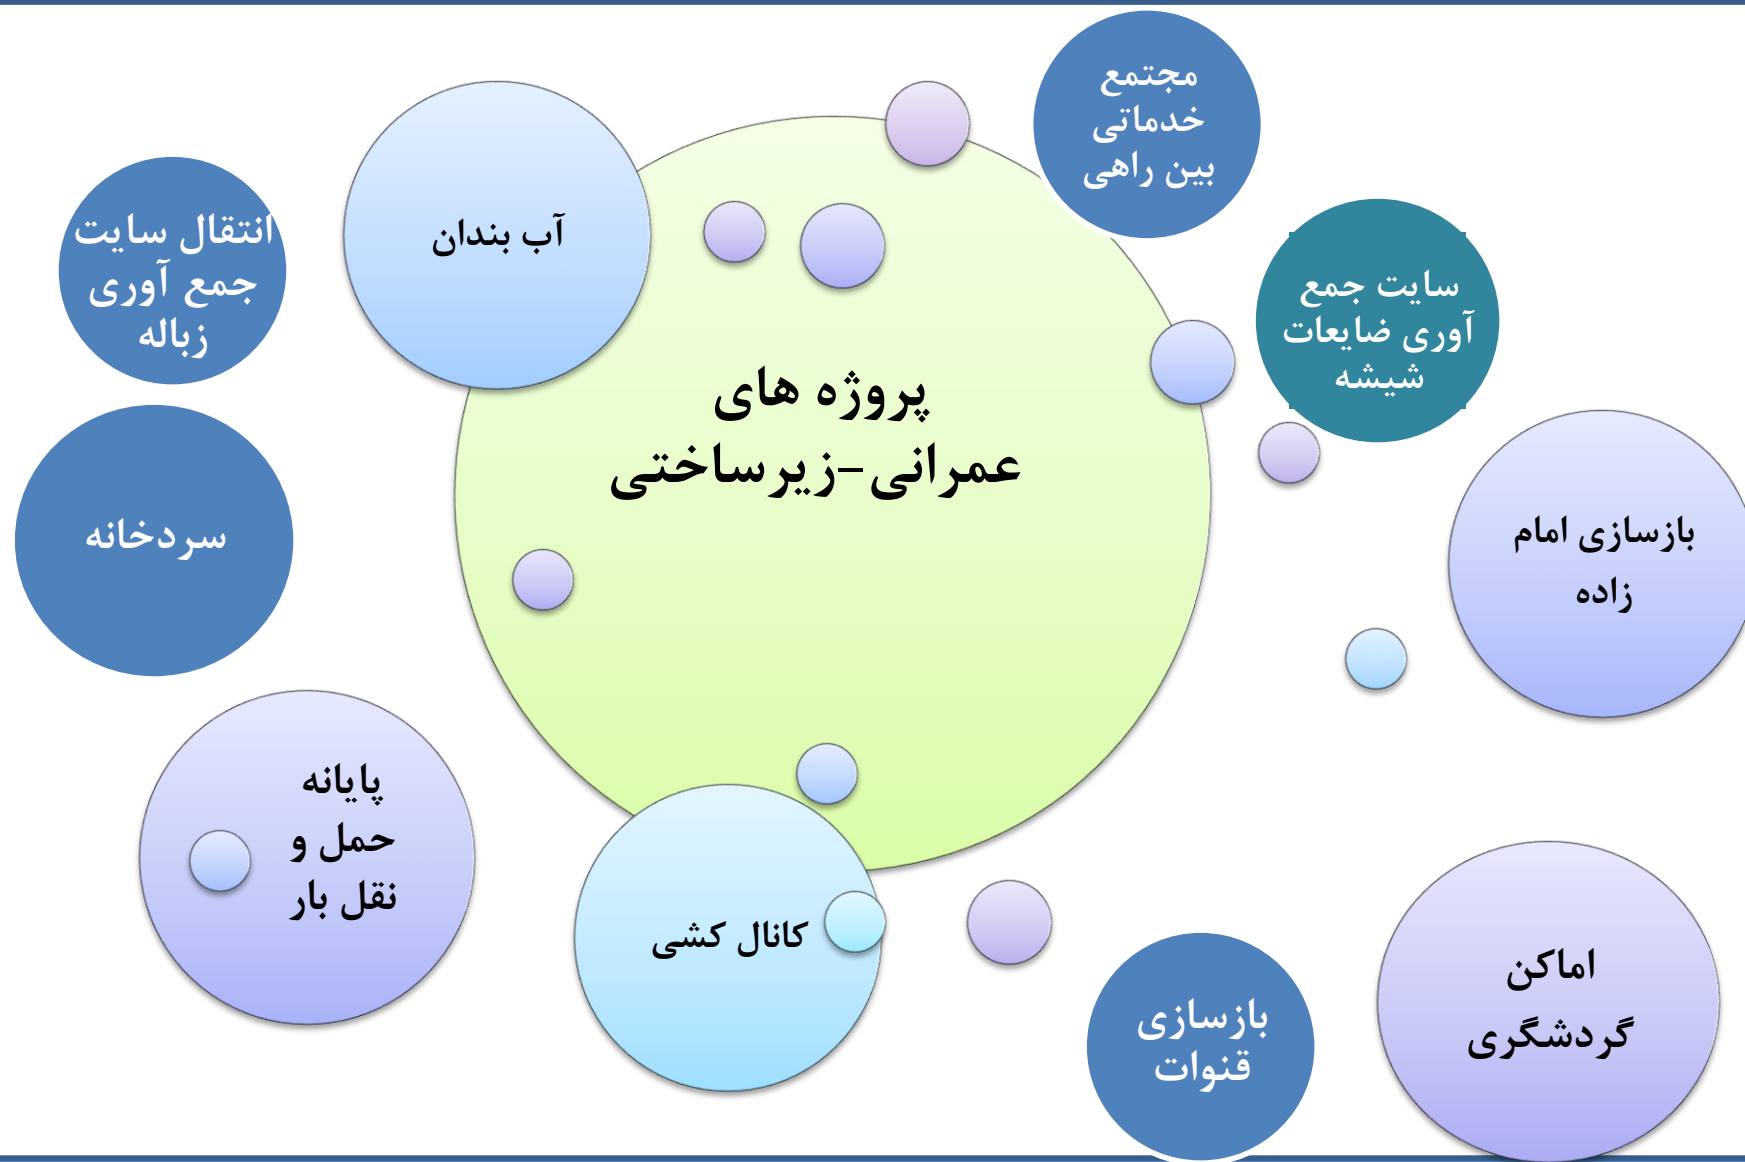 مجتمع
خدماتی
بین راهی
آب بندان
انتقال سایت
جمع آوری
زباله
سایت جمع
آوری ضایعات
شیشه
پروژه های
عمرانی-زیرساختی
سردخانه
بازسازی امام
زاده
پایانه
حمل و
نقل بار
کانال کشی
اماکن
گردشگری
بازسازی
قنوات